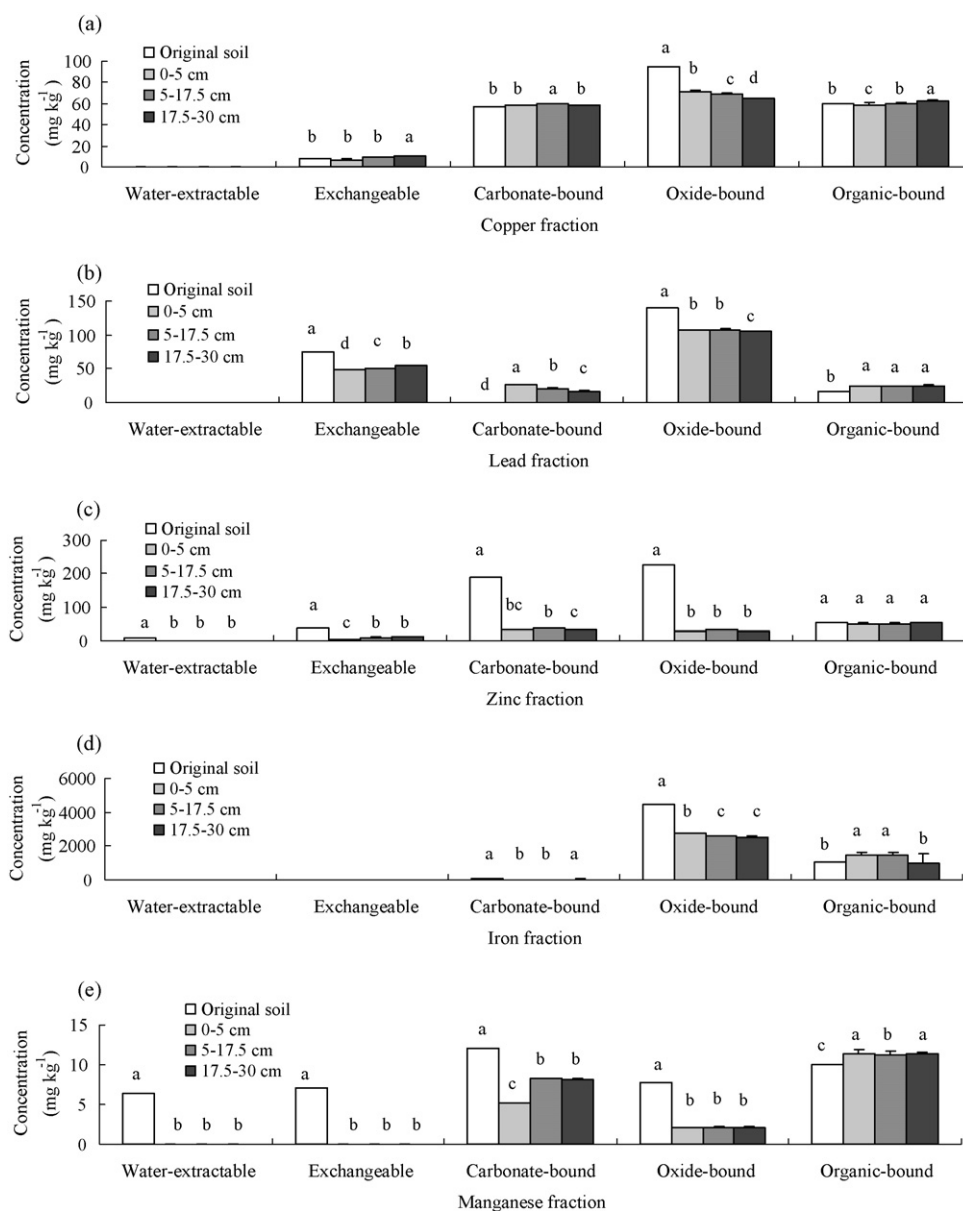 (a)
Original soil
0-5 cm
5-17.5 cm
17.5-30 cm
Concentration
(mg kg-1)
100
80
60
40
20
0
b b b a
b b a b
a b c d
b c b a
Water-extractable Exchangeable Carbonate-bound Oxide-bound Organic-bound
Copper fraction
(b)
Original soil
0-5 cm
5-17.5 cm
17.5-30 cm
Concentration
(mg kg-1)
150
100
50
0
a d c b
d a b c
a b b c
b a a a
Water-extractable Exchangeable Carbonate-bound Oxide-bound Organic-bound
Lead fraction
(c)
Original soil
0-5 cm
5-17.5 cm
17.5-30 cm
Concentration
(mg kg-1)
300
200
100
0
a b b b
a c b b
a bc b c
a b b b
a a a a
Water-extractable Exchangeable Carbonate-bound Oxide-bound Organic-bound
Zinc fraction
(d)
Original soil
0-5 cm
5-17.5 cm
17.5-30 cm
Concentration
(mg kg-1)
6000
4000
2000
0
a b b a
a b c c
b a a b
Water-extractable Exchangeable Carbonate-bound Oxide-bound Organic-bound
Iron fraction
(e)
Original soil
0-5 cm
5-17.5 cm
17.5-30 cm
Concentration
(mg kg-1)
15
10
5
0
a b b b
a b b b
a c b b
a b b b
c a b a
Water-extractable Exchangeable Carbonate-bound Oxide-bound Organic-bound
Manganese fraction